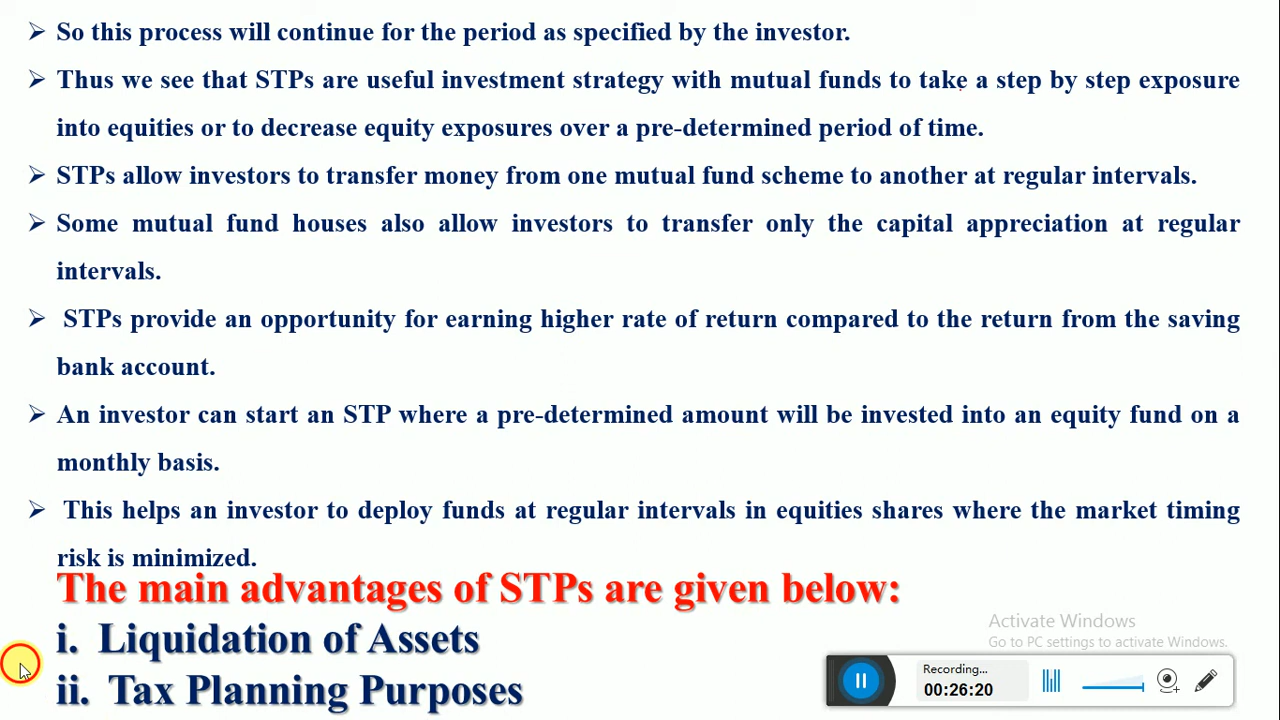 ➢ So this process will continue for the period as specified by the investor.
➢ Thus we see that STPs are useful investment strategy with mutual funds to take a step by step exposure
into equities or to decrease equity exposures over a pre-determined period of time.
➢ STPs allow investors to transfer money from one mutual fund scheme to another at regular intervals.
➢ Some mutual fund houses also allow investors to transfer only the capital appreciation at regular
intervals.
➢ STPs provide an opportunity for earning higher rate of return compared to the return from the saving
bank account.
➢ An investor can start an STP where a pre-determined amount will be invested into an equity fund on a
monthly basis.
➢ This helps an investor to deploy funds at regular intervals in equities shares where the market timing
risk is minimized.
The main advantages of STPs are given below:
i. Liquidation of Assets
ii. Tax Planning Purposes
Activate Windows
Go to PC settings to activate Windows.
Recording...
00:26:20